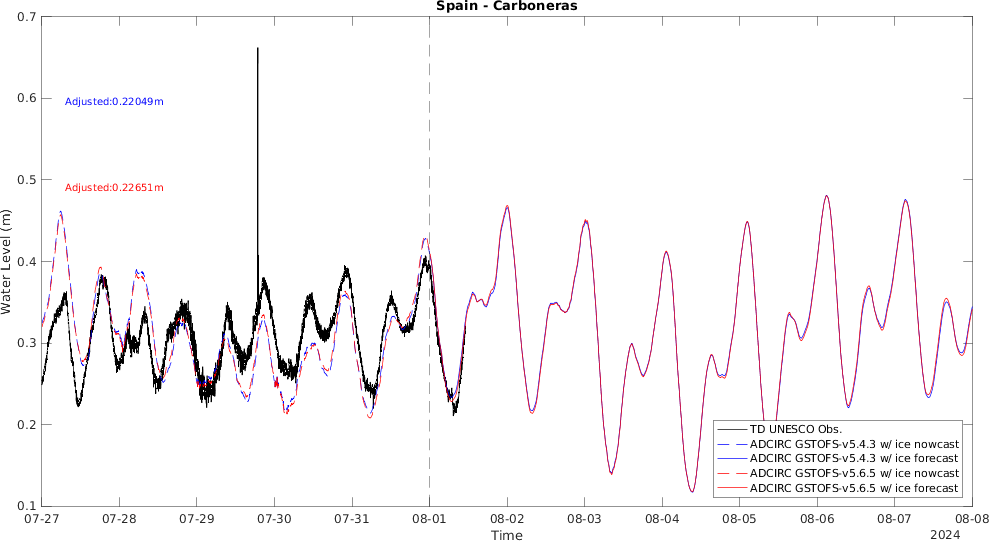 Spain - Carboneras
0.7
0.6
0.5
0.4
0.3
0.2
0.1
Water Level (m)
Adjusted:0.22049m
Adjusted:0.22651m
TD UNESCO Obs.
ADCIRC GSTOFS-v5.4.3 w/ ice nowcast
ADCIRC GSTOFS-v5.4.3 w/ ice forecast
ADCIRC GSTOFS-v5.6.5 w/ ice nowcast
ADCIRC GSTOFS-v5.6.5 w/ ice forecast
07-27 07-28 07-29 07-30 07-31 08-01 08-02 08-03 08-04 08-05 08-06 08-07 08-08
Time
2024